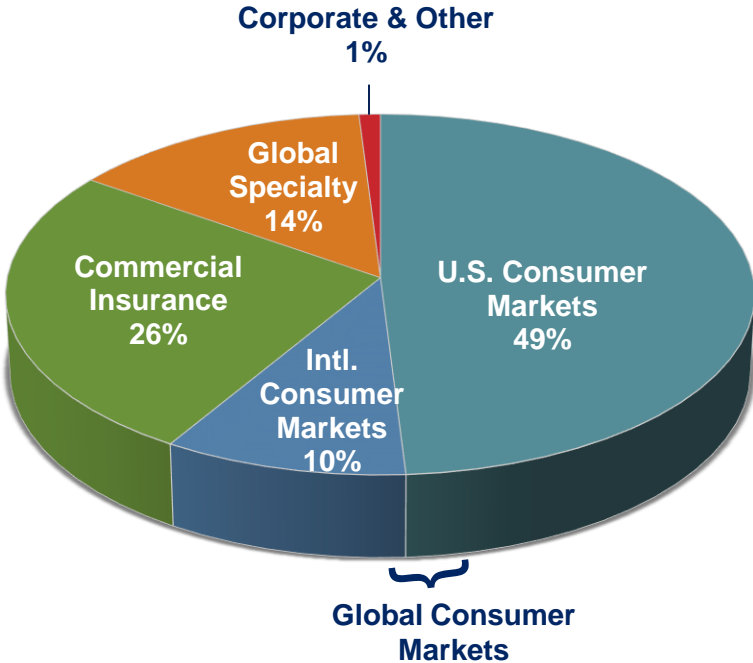 Corporate & Other
1%
Global
Specialty
14%
Commercial
Insurance
26%
U.S. Consumer
Markets
49%
Intl.
Consumer
Markets
10%
Global Consumer
Markets